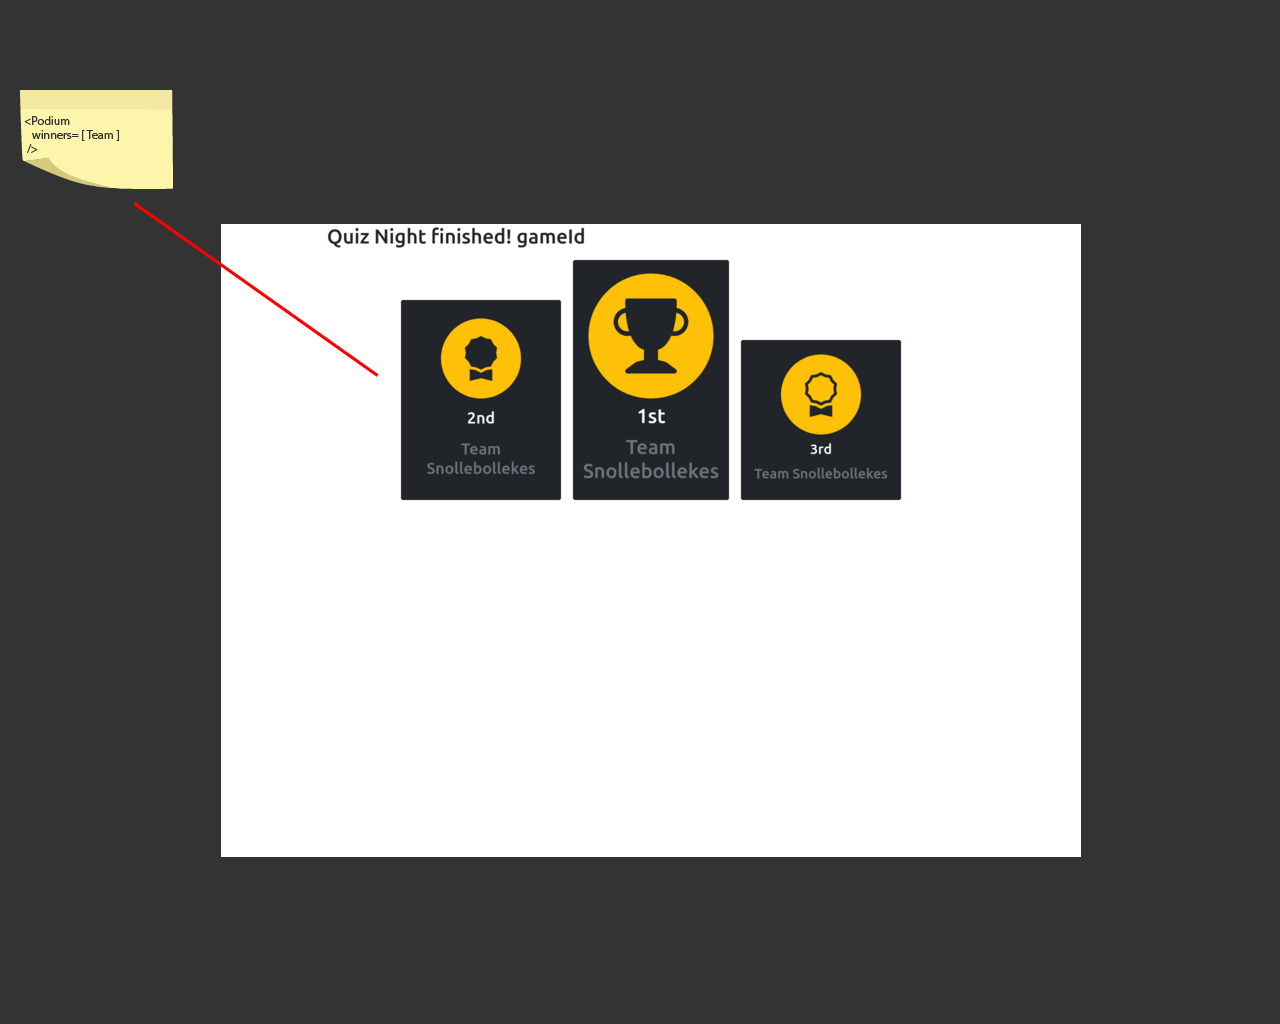 <Podium
winners= [ Team ]
/>
Quiz Night finished! gameId
2nd
Team
Snollebollekes
1st
Team
Snollebollekes
3rd
Team Snollebollekes